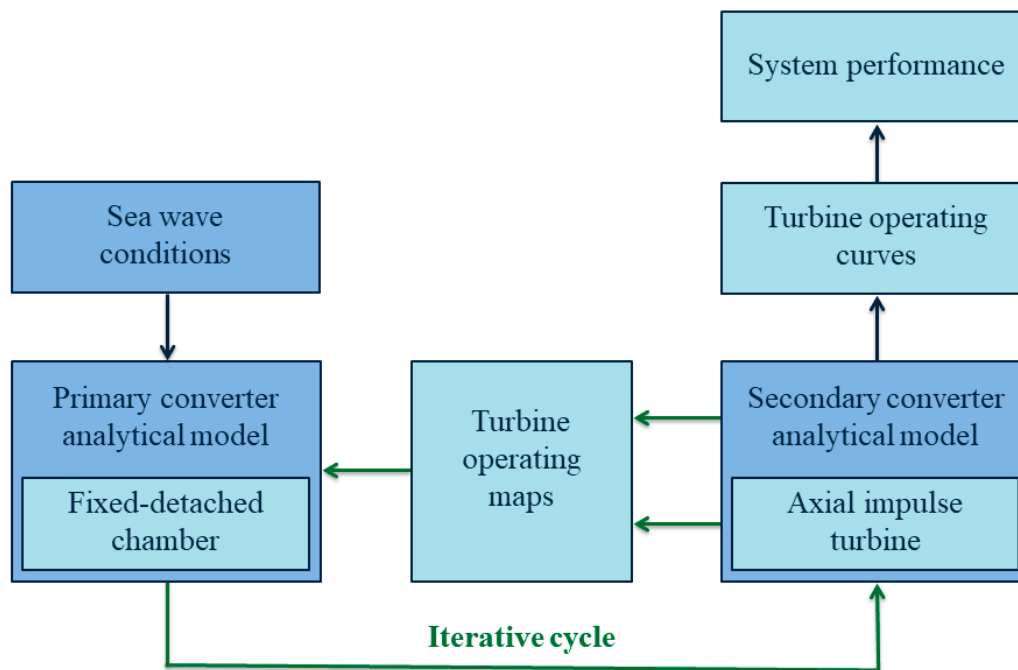 System performance
Sea wave
conditions
Turbine operating
curves
Primary converter
analytical model
Fixed-detached
chamber
Turbine
operating
maps
Secondary converter
analytical model
Axial impulse
turbine
Iterative cycle